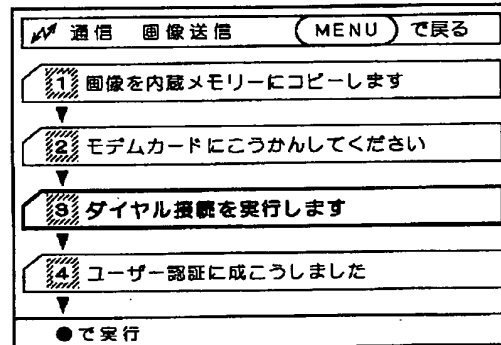 通信 画像送信 MENU で戻る
1 画像を内蔵メモリーにコピーします
2 モデムカードにこうかんしてください
3 ダイヤル接続を実行します
4 ユーザー認証に成こうしました
●で実行